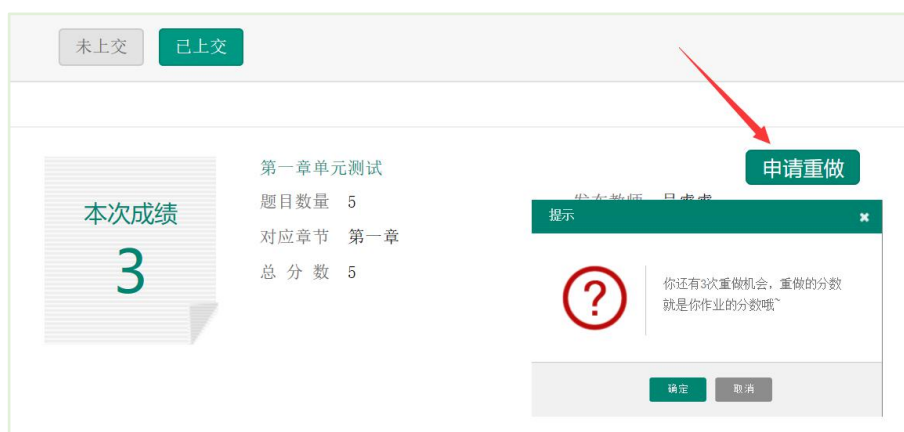 未上交 已上交
第一章单元测试
申请重做
本次成绩
3
题目数量 5
对应章节 第一章
总分数 5
提示
你还有3次重做机会，重做的分数
就是你作业的分数哦~
确定 取消